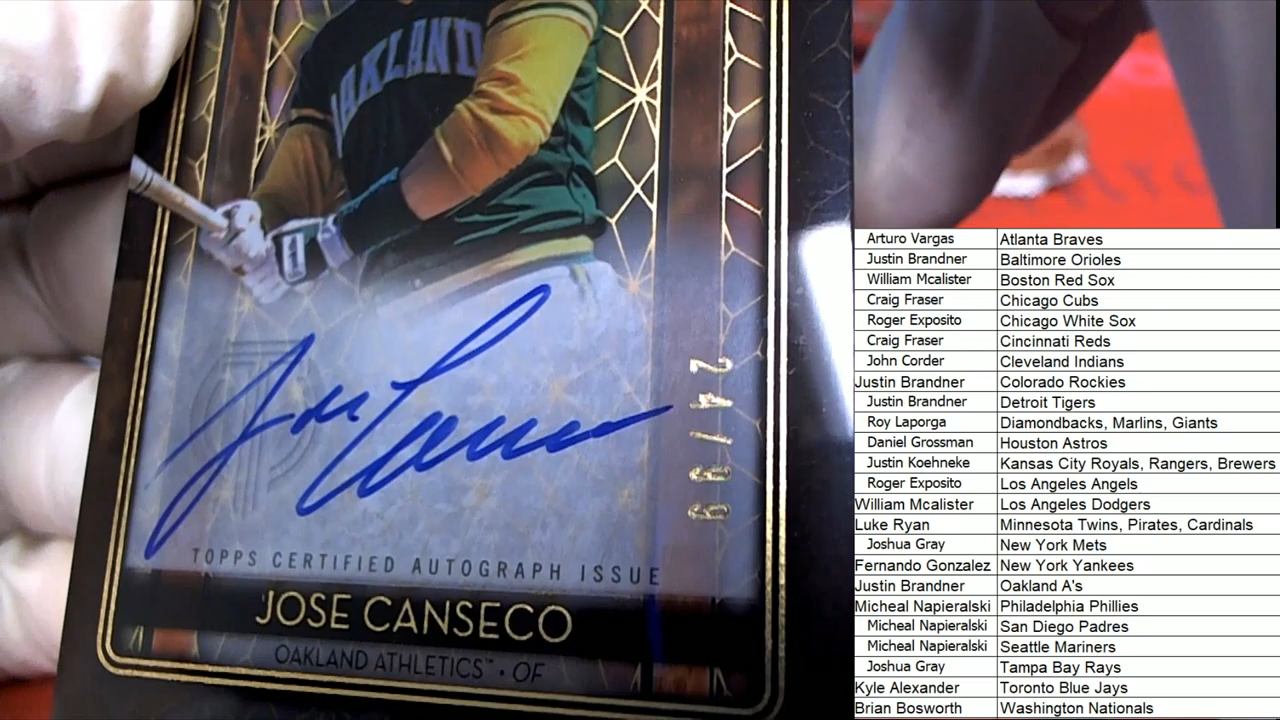 OAKLAND
24/99
Jose Canseco
TOPPS CERTIFIED AUTOGRAPH ISSUE
JOSE CANSECO
OAKLAND ATHLETICS™ • OF
Arturo Vargas Atlanta Braves
Justin Brandner Baltimore Orioles
William Mcalister Boston Red Sox
Craig Fraser Chicago Cubs
Roger Exposito Chicago White Sox
Craig Fraser Cincinnati Reds
John Corder Cleveland Indians
Justin Brandner Colorado Rockies
Justin Brandner Detroit Tigers
Roy Laporga Diamondbacks, Marlins, Giants
Daniel Grossman Houston Astros
Justin Koehneke Kansas City Royals, Rangers, Brewers
Roger Exposito Los Angeles Angels
William Mcalister Los Angeles Dodgers
Luke Ryan Minnesota Twins, Pirates, Cardinals
Joshua Gray New York Mets
Fernando Gonzalez New York Yankees
Justin Brandner Oakland A's
Micheal Napieralski Philadelphia Phillies
Micheal Napieralski San Diego Padres
Micheal Napieralski Seattle Mariners
Joshua Gray Tampa Bay Rays
Kyle Alexander Toronto Blue Jays
Brian Bosworth Washington Nationals